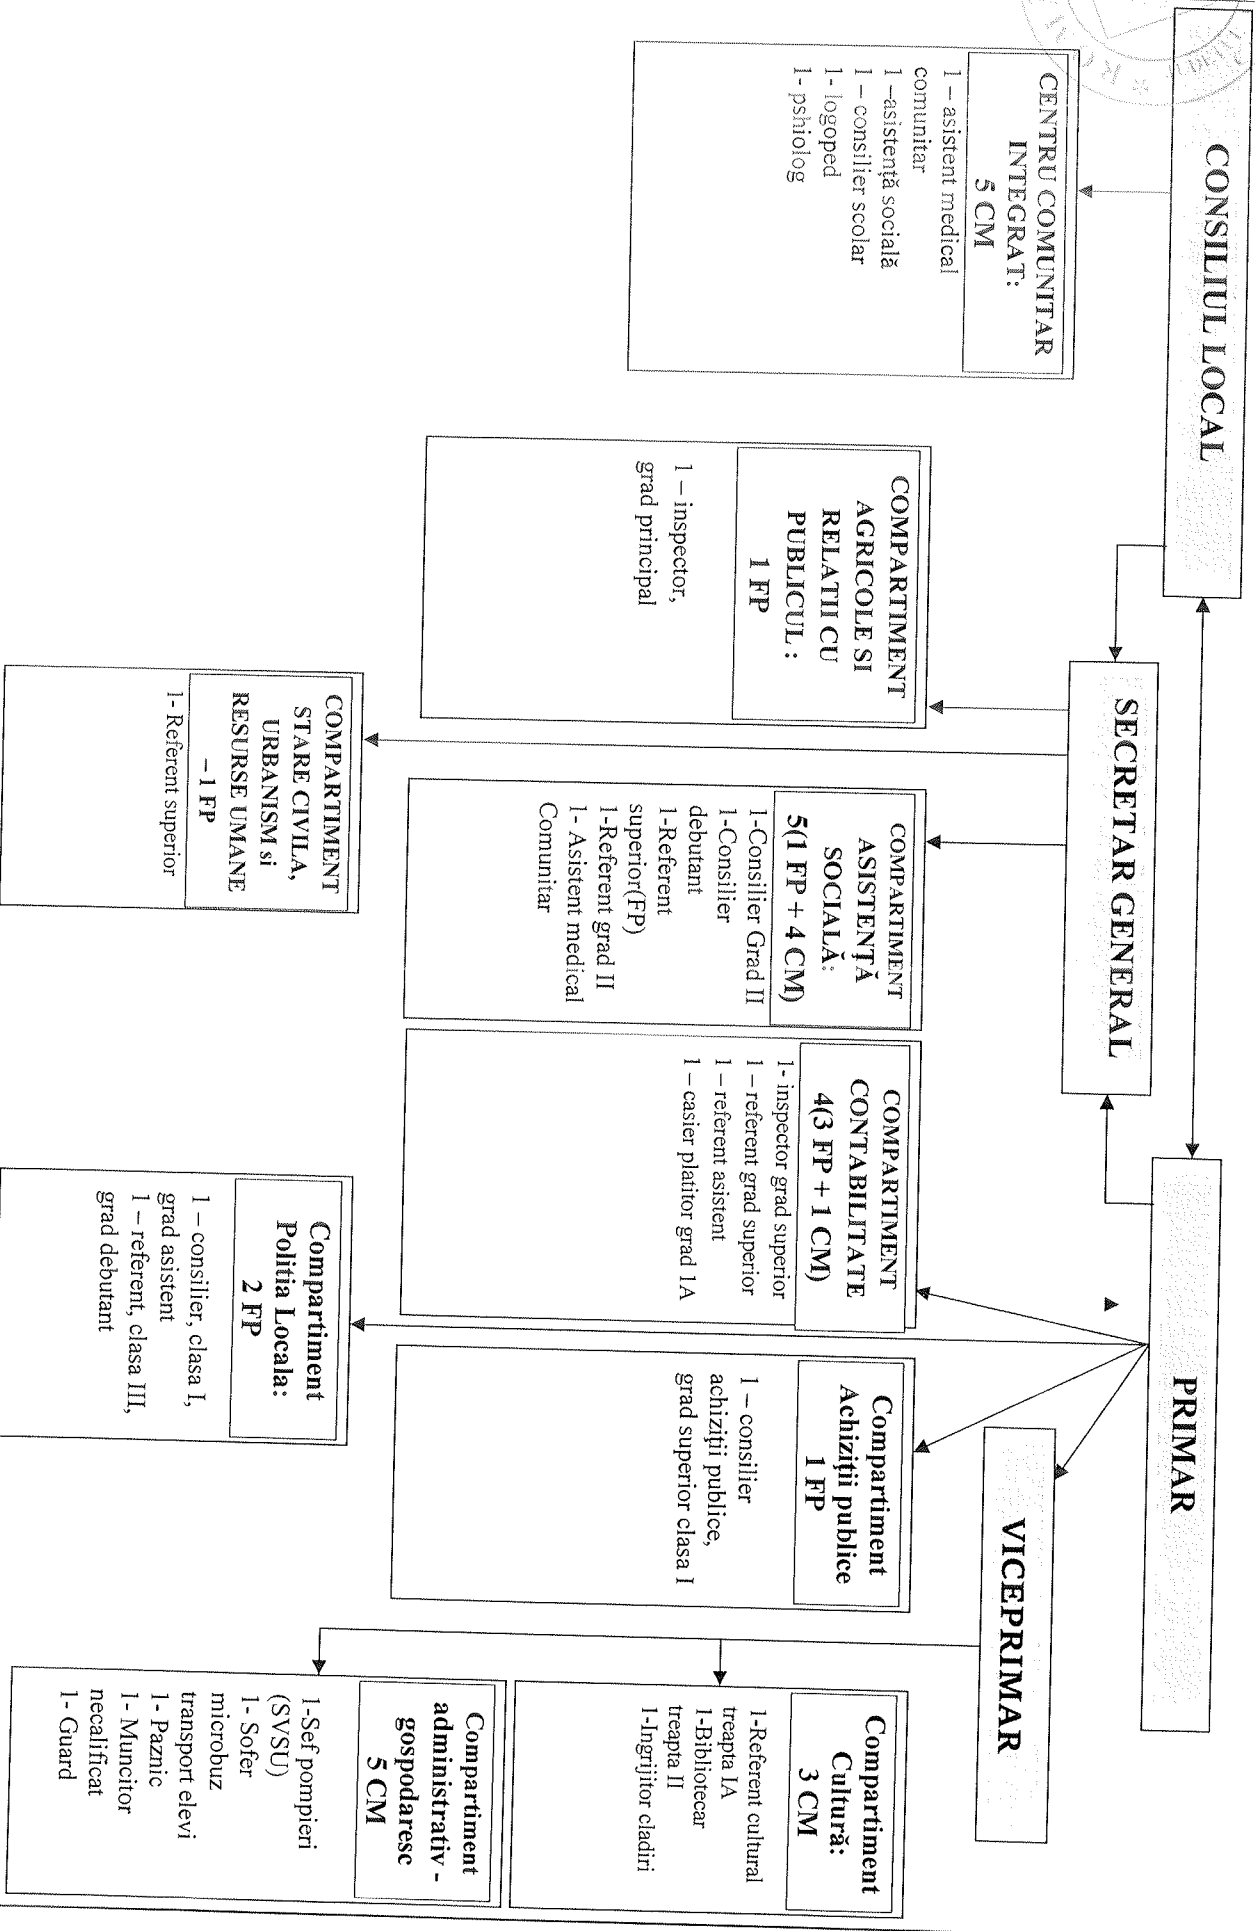 CONSILIUL LOCAL
PRIMAR
SECRETAR GENERAL
VICEPRIMAR
CENTRU COMUNITAR
INTEGRAT:
5 CM
1 – asistent medical
comunitar
1 –asistență socială
1 – consilier scolar
1- logoped
1- pshiolog
COMPARTIMENT
AGRICOLE SI
RELATII CU
PUBLICUL :
1 FP
1 – inspector,
grad principal
COMPARTIMENT
STARE CIVILA,
URBANISM si
RESURSE UMANE
– 1 FP
1- Referent superior
COMPARTIMENT
ASISTENŢĂ
SOCIALĂ:
5(1 FP + 4 CM)
1-Consilier Grad II
1-Consilier
debutant
1-Referent
superior(FP)
1-Referent grad II
1- Asistent medical
Comunitar
COMPARTIMENT
CONTABILITATE
4(3 FP + 1 CM)
1- inspector grad superior
1 – referent grad superior
1 – referent asistent
1 – casier platitor grad 1A
Compartiment
Politia Locala:
2 FP
1 – consilier, clasa I,
grad asistent
1 – referent, clasa III,
grad debutant
Compartiment
Achiziţii publice
1 FP
1 – consilier
achiziţii publice,
grad superior clasa I
Compartiment
Cultură:
3 CM
1-Referent cultural
treapta IA
1-Bibliotecar
treapta II
1-Ingrijitor cladiri
Compartiment
administrativ -
gospodaresc
5 CM
1-Sef pompieri
(SVSU)
1- Sofer
microbuz
transport elevi
1- Paznic
1- Muncitor
necalificat
1- Guard